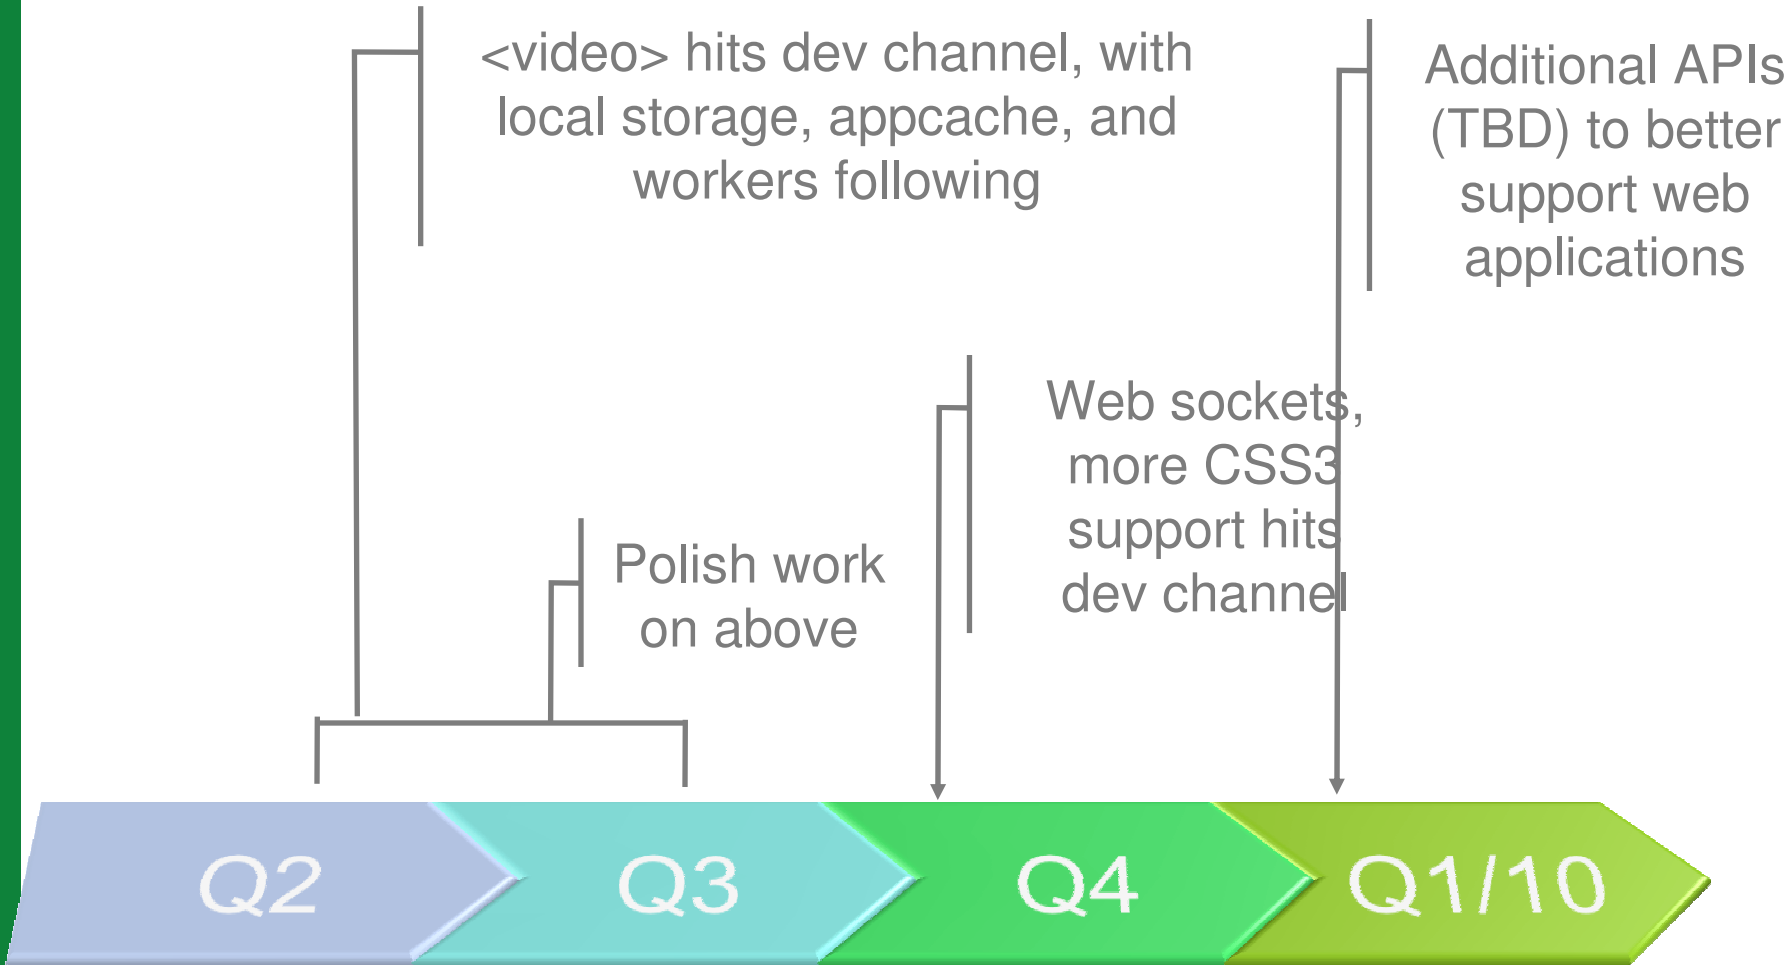 <video> hits dev channel, with
local storage, appcache, and
workers following
Additional APIs
(TBD) to better
support web
applications
Web sockets,
more CSS3
support hits
dev channel
Polish work
on above
Q2
Q3
Q4
Q1/10